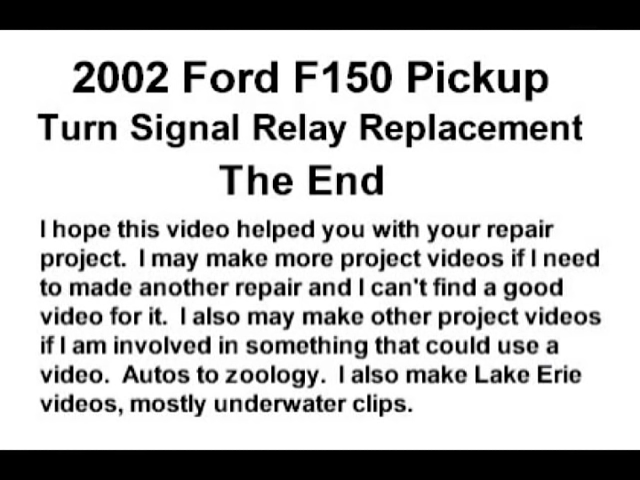 2002 Ford F150 Pickup
Turn Signal Relay Replacement
The End
I hope this video helped you with your repair
project.  I may make more project videos if I need
to made another repair and I can't find a good
video for it.  I also may make other project videos
if I am involved in something that could use a
video.  Autos to zoology.  I also make Lake Erie
videos, mostly underwater clips.